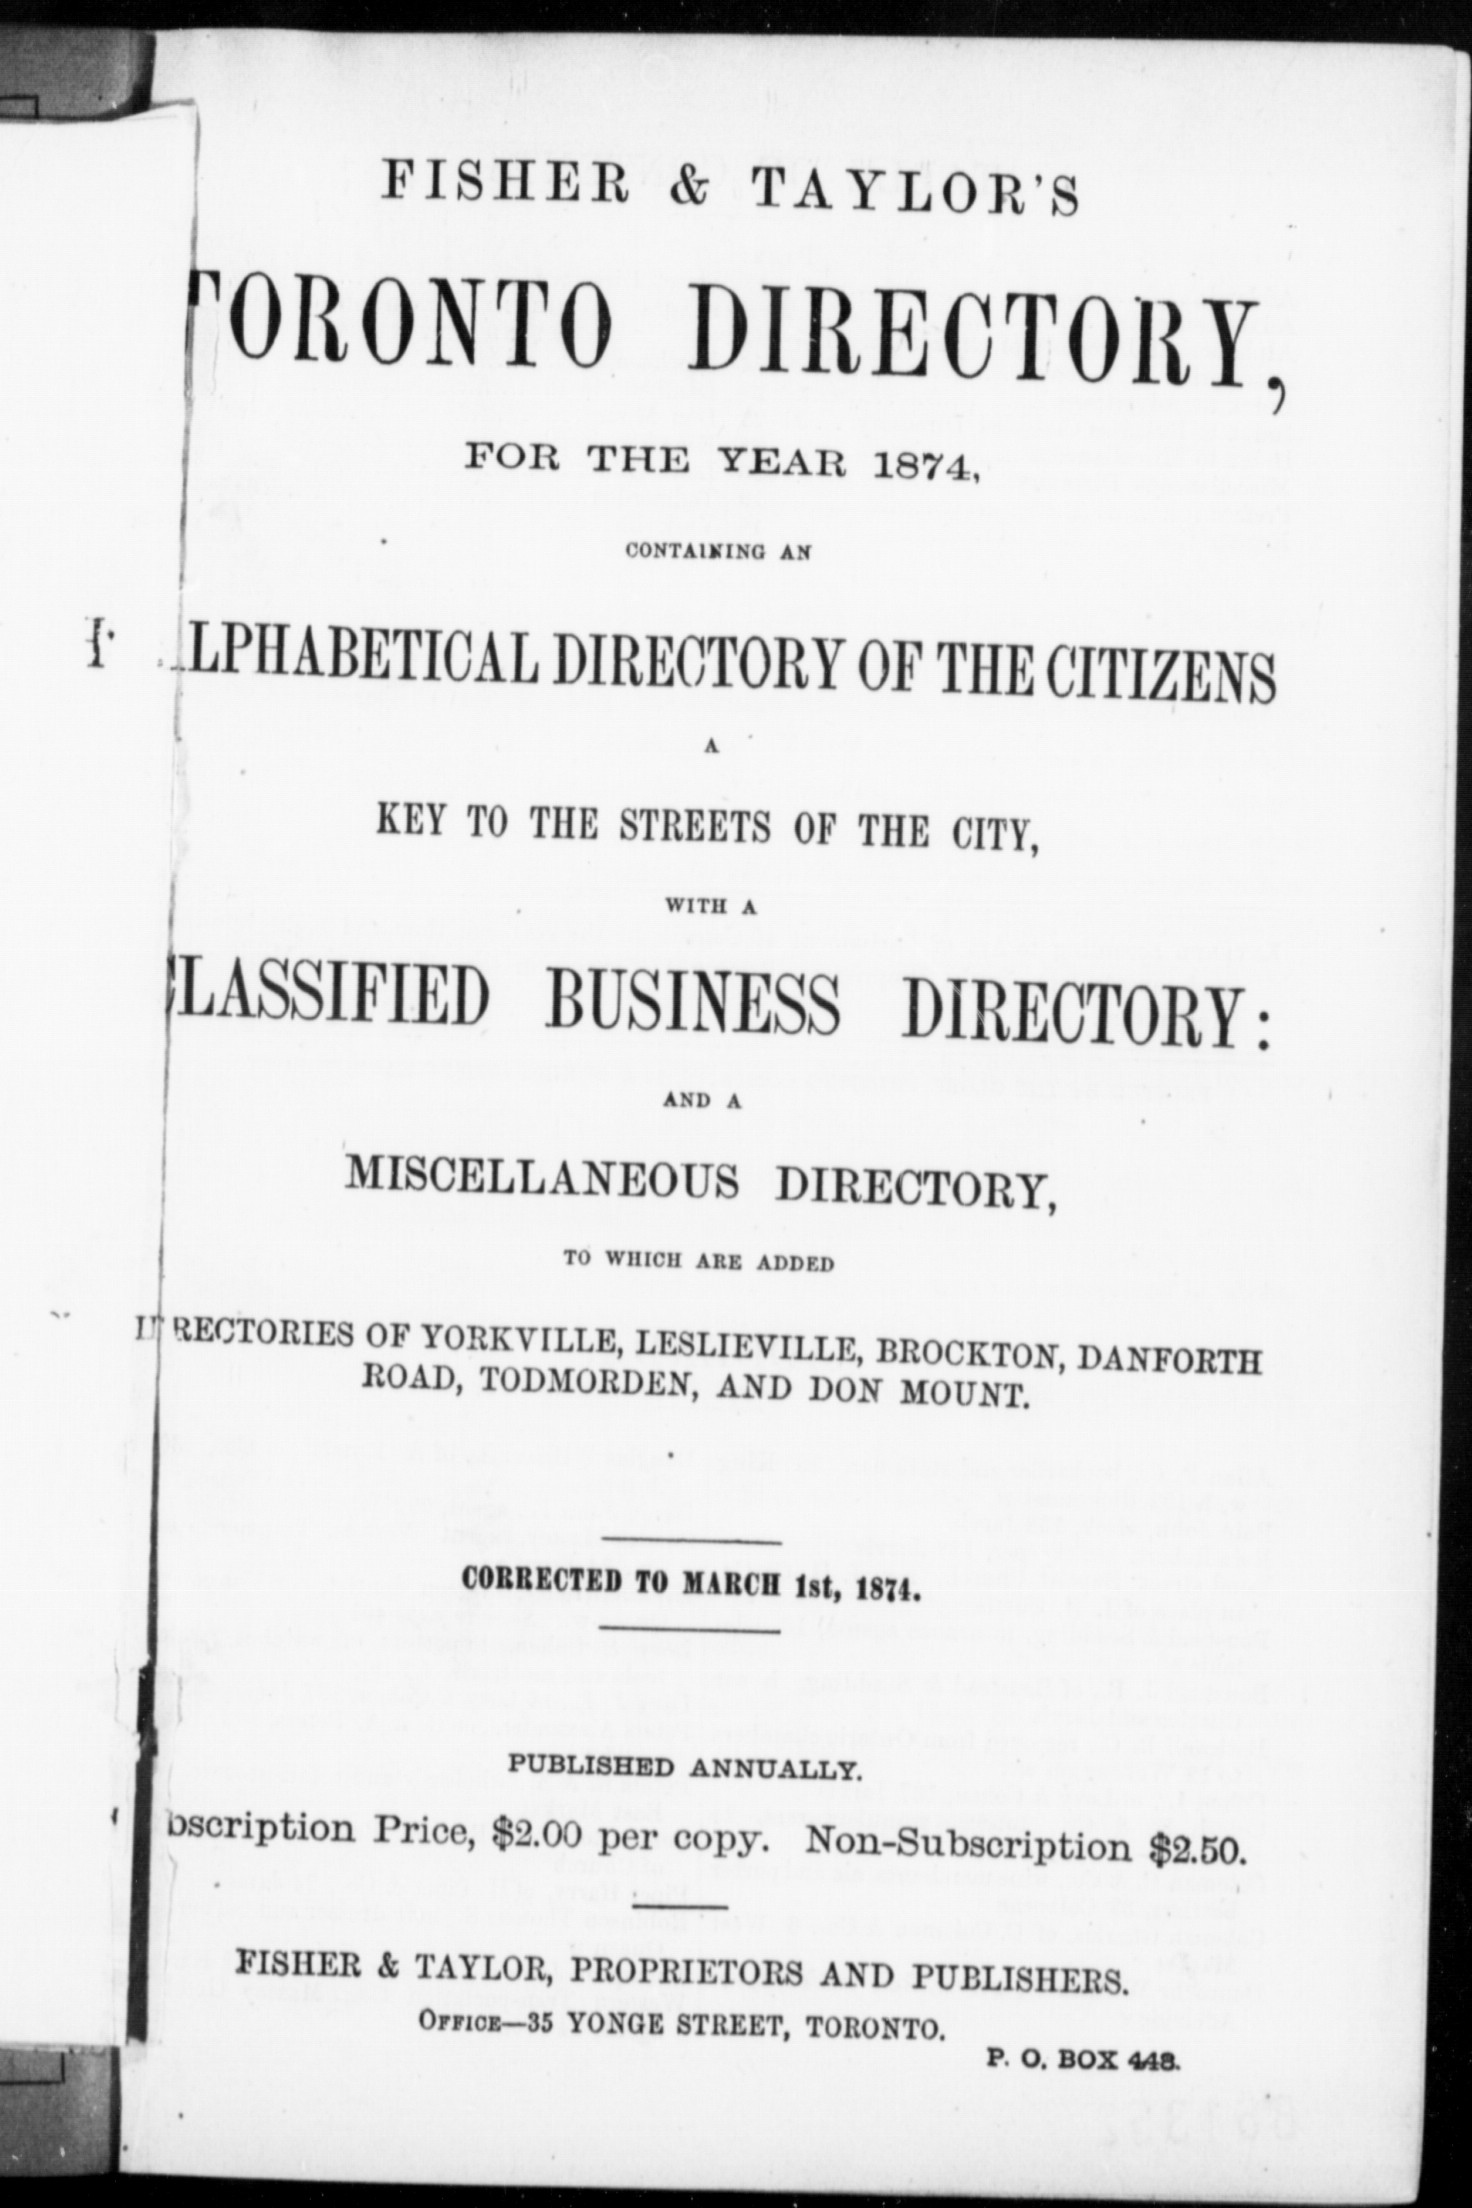 FISHER & TAYLOR'S
TORONTO DIRECTORY,
FOR THE YEAR 1874,
CONTAINING AN
ALPHABETICAL DIRECTORY OF THE CITIZENS
A
KEY TO THE STREETS OF THE CITY,
WITH A
CLASSIFIED BUSINESS DIRECTORY:
AND A
MISCELLANEOUS DIRECTORY,
TO WHICH ARE ADDED
DIRECTORIES OF YORKVILLE, LESLIEVILLE, BROCKTON, DANFORTH
ROAD, TODMORDEN, AND DON MOUNT.
CORRECTED TO MARCH 1st, 1874.
PUBLISHED ANNUALLY.
bscription Price, $2.00 per copy. Non-Subscription $2.50.
FISHER & TAYLOR, PROPRIETORS AND PUBLISHERS.
OFFICE—35 YONGE STREET, TORONTO.
P. O. BOX 448.